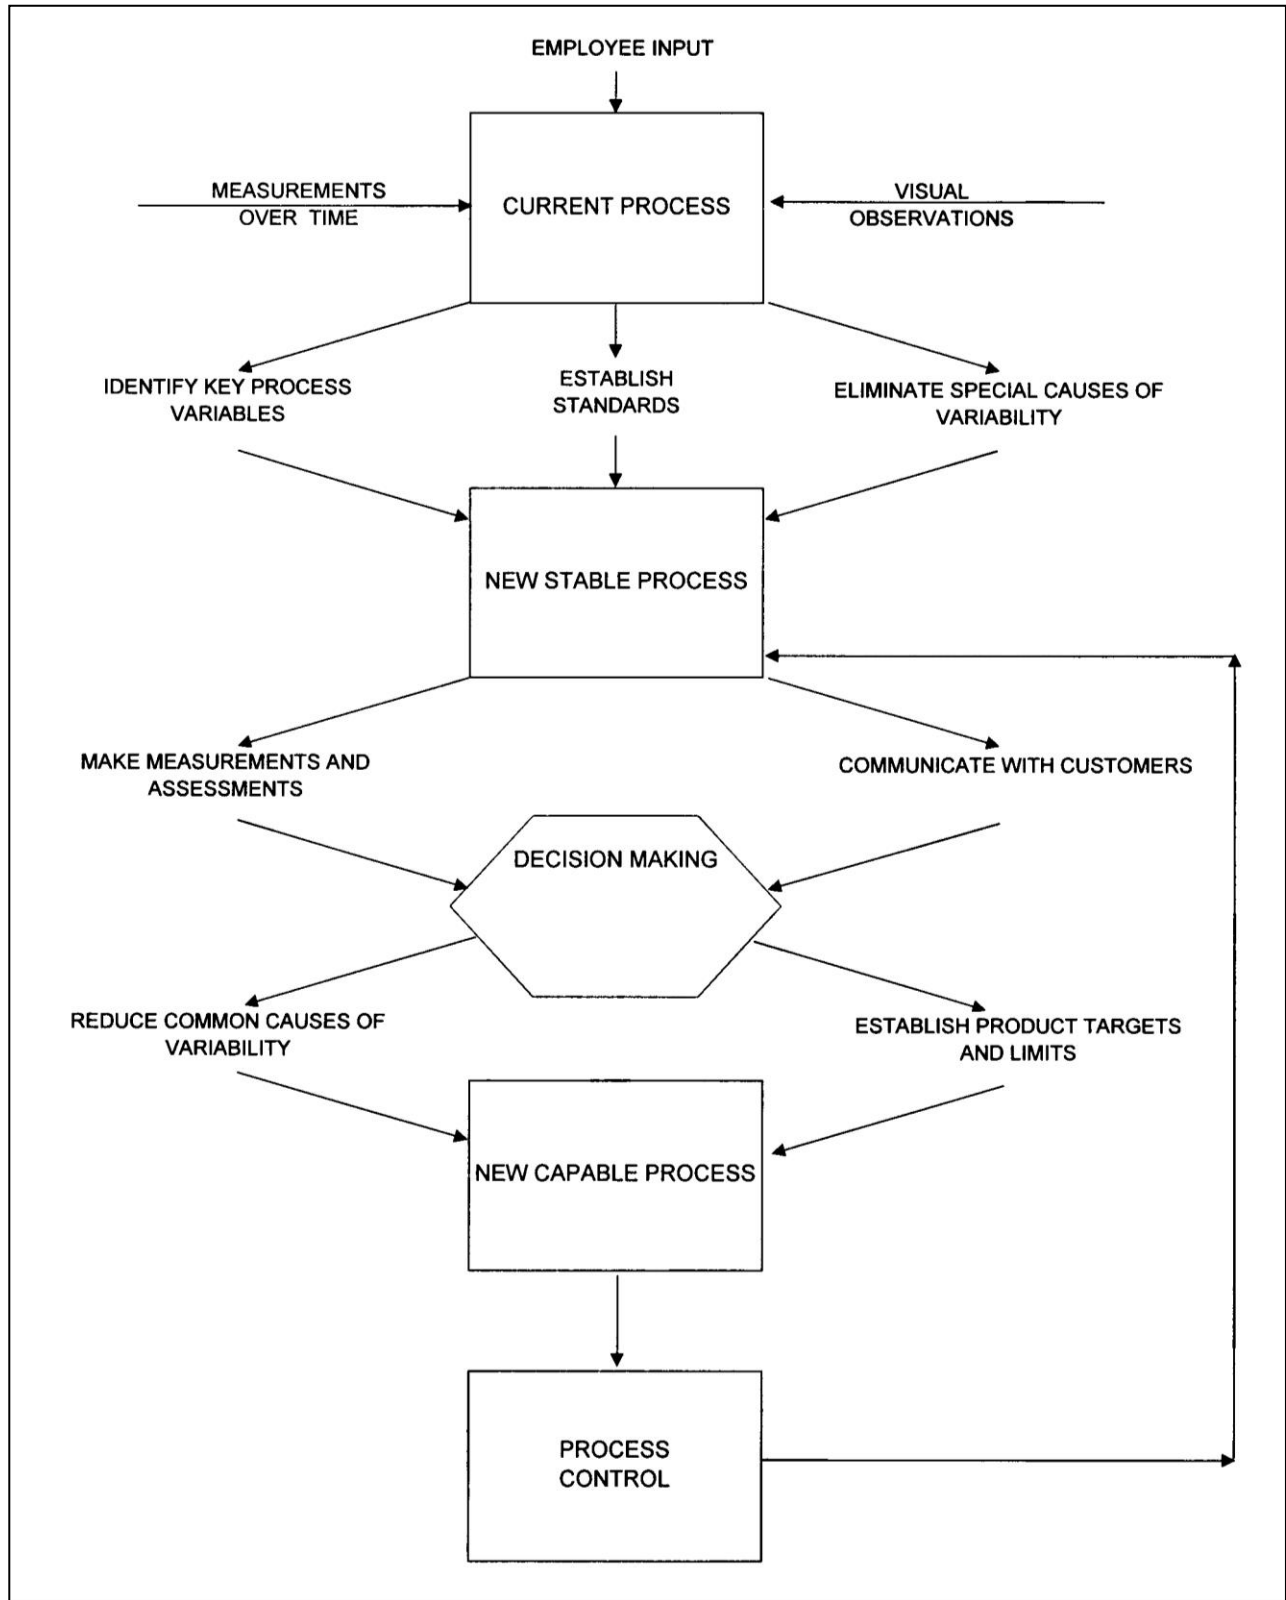 EMPLOYEE INPUT
MEASUREMENTS
OVER TIME
CURRENT PROCESS
VISUAL
OBSERVATIONS
IDENTIFY KEY PROCESS
VARIABLES
ESTABLISH
STANDARDS
ELIMINATE SPECIAL CAUSES OF
VARIABILITY
NEW STABLE PROCESS
MAKE MEASUREMENTS AND
ASSESSMENTS
COMMUNICATE WITH CUSTOMERS
DECISION MAKING
REDUCE COMMON CAUSES OF
VARIABILITY
ESTABLISH PRODUCT TARGETS
AND LIMITS
NEW CAPABLE PROCESS
PROCESS
CONTROL